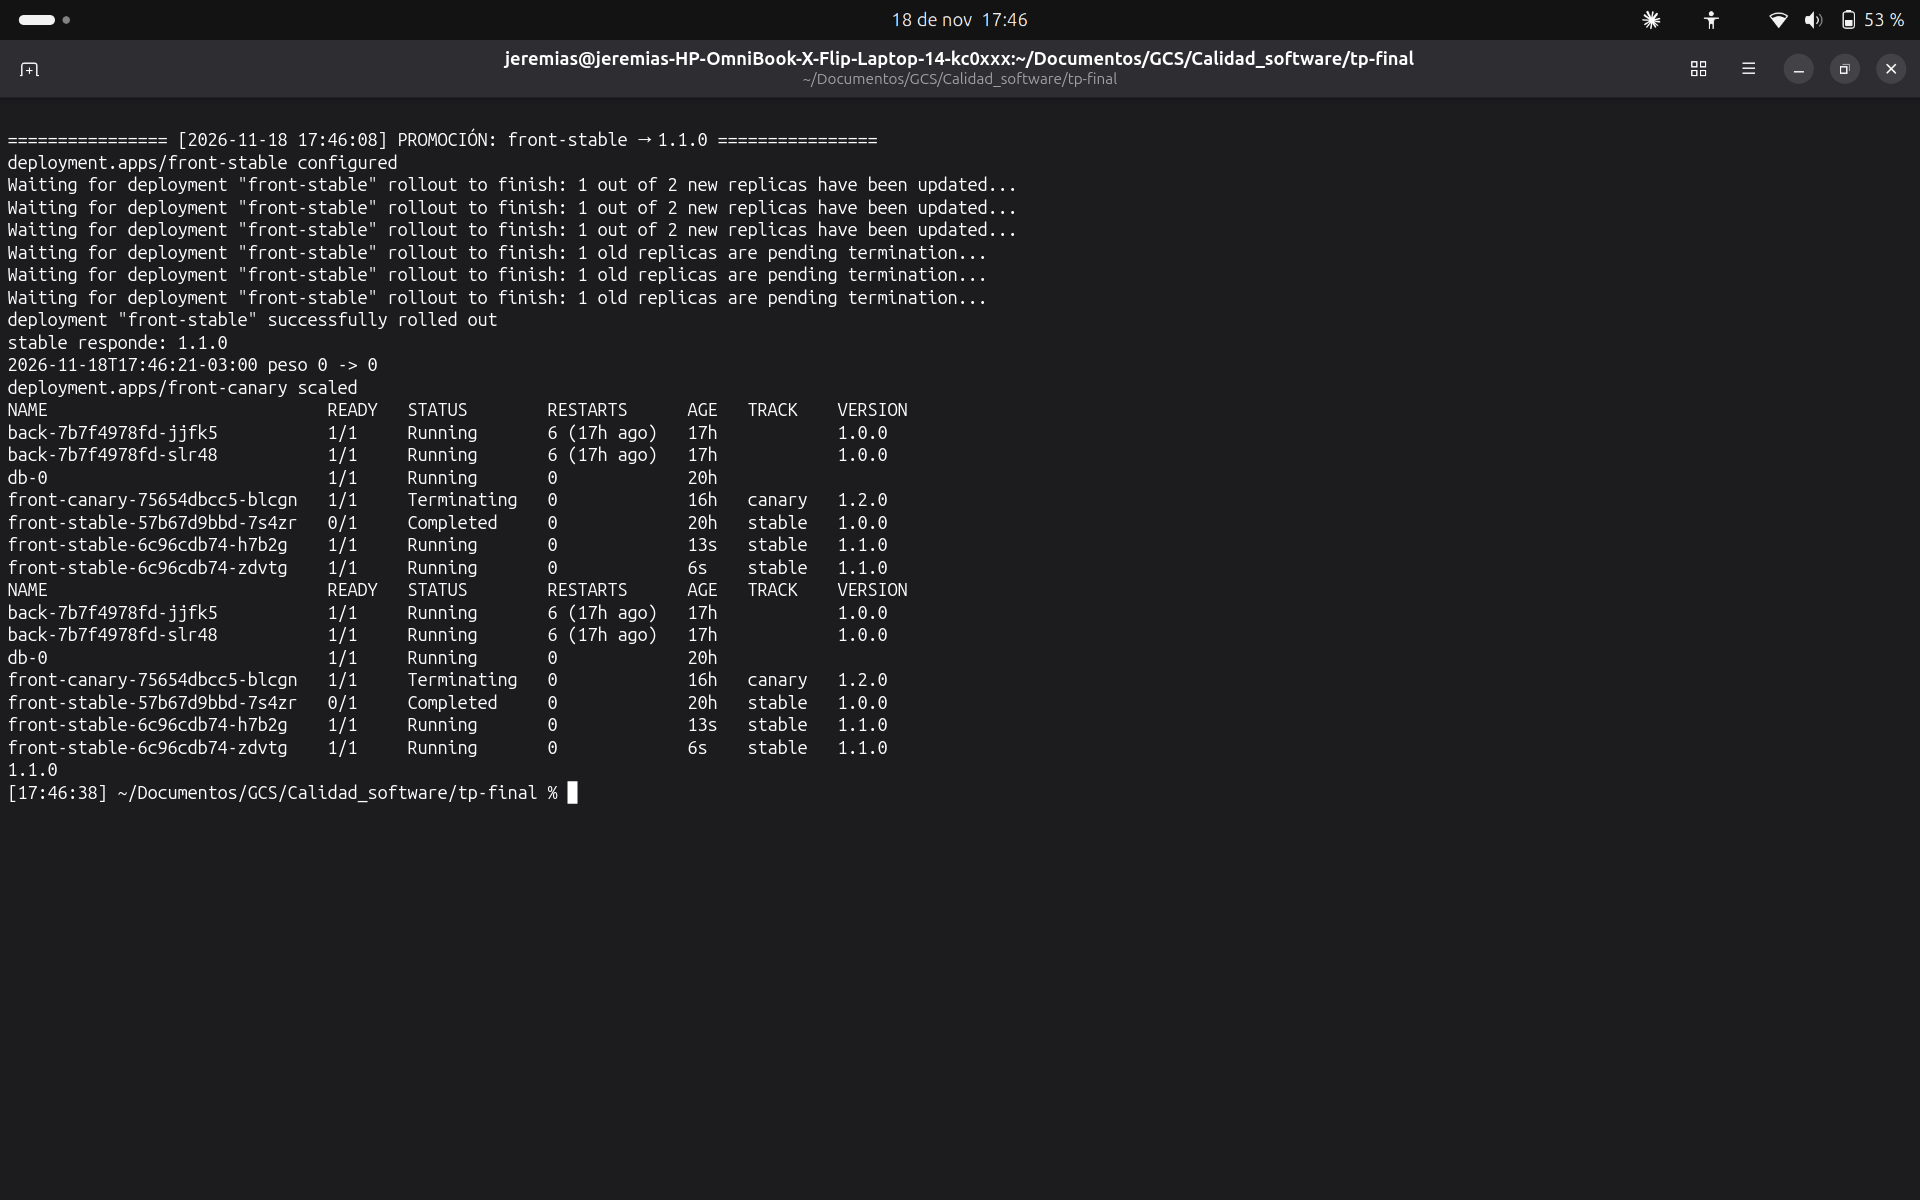 18 de nov 17:46
53 %
jeremias@jeremias-HP-OmniBook-X-Flip-Laptop-14-kc0xxx:~/Documentos/GCS/Calidad_software/tp-final
~/Documentos/GCS/Calidad_software/tp-final
================ [2026-11-18 17:46:08] PROMOCIÓN: front-stable → 1.1.0 ================
deployment.apps/front-stable configured
Waiting for deployment "front-stable" rollout to finish: 1 out of 2 new replicas have been updated...
Waiting for deployment "front-stable" rollout to finish: 1 out of 2 new replicas have been updated...
Waiting for deployment "front-stable" rollout to finish: 1 out of 2 new replicas have been updated...
Waiting for deployment "front-stable" rollout to finish: 1 old replicas are pending termination...
Waiting for deployment "front-stable" rollout to finish: 1 old replicas are pending termination...
Waiting for deployment "front-stable" rollout to finish: 1 old replicas are pending termination...
deployment "front-stable" successfully rolled out
stable responde: 1.1.0
2026-11-18T17:46:21-03:00 peso 0 -> 0
deployment.apps/front-canary scaled
NAME                            READY   STATUS        RESTARTS      AGE   TRACK    VERSION
back-7b7f4978fd-jjfk5           1/1     Running       6 (17h ago)   17h            1.0.0
back-7b7f4978fd-slr48           1/1     Running       6 (17h ago)   17h            1.0.0
db-0                            1/1     Running       0             20h
front-canary-75654dbcc5-blcgn   1/1     Terminating   0             16h   canary   1.2.0
front-stable-57b67d9bbd-7s4zr   0/1     Completed     0             20h   stable   1.0.0
front-stable-6c96cdb74-h7b2g    1/1     Running       0             13s   stable   1.1.0
front-stable-6c96cdb74-zdvtg    1/1     Running       0             6s    stable   1.1.0
NAME                            READY   STATUS        RESTARTS      AGE   TRACK    VERSION
back-7b7f4978fd-jjfk5           1/1     Running       6 (17h ago)   17h            1.0.0
back-7b7f4978fd-slr48           1/1     Running       6 (17h ago)   17h            1.0.0
db-0                            1/1     Running       0             20h
front-canary-75654dbcc5-blcgn   1/1     Terminating   0             16h   canary   1.2.0
front-stable-57b67d9bbd-7s4zr   0/1     Completed     0             20h   stable   1.0.0
front-stable-6c96cdb74-h7b2g    1/1     Running       0             13s   stable   1.1.0
front-stable-6c96cdb74-zdvtg    1/1     Running       0             6s    stable   1.1.0
1.1.0
[17:46:38] ~/Documentos/GCS/Calidad_software/tp-final %